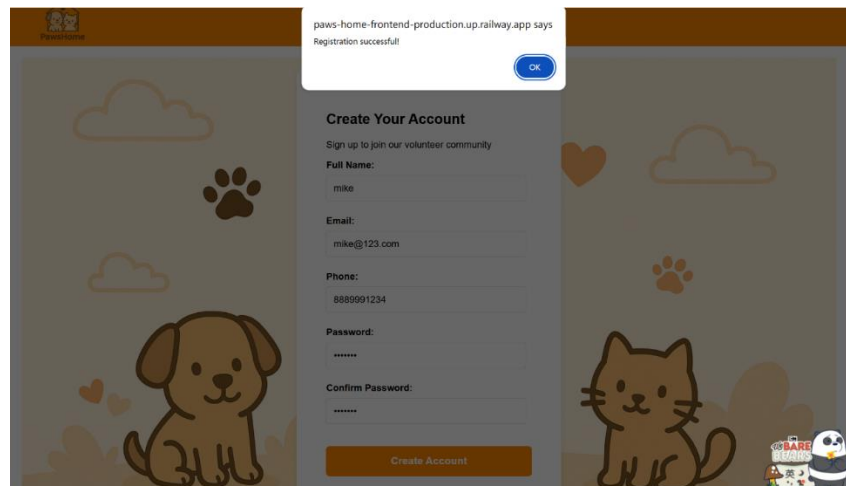 paws-home-frontend-production.up.railway.app says
Registration successful!
OK
PawsHome
Create Your Account
Sign up to join our volunteer community
Full Name:
mike
Email:
mike@123.com
Phone:
8889991234
Password:
•••••••
Confirm Password:
•••••••
Create Account
BARE
BEARS
英